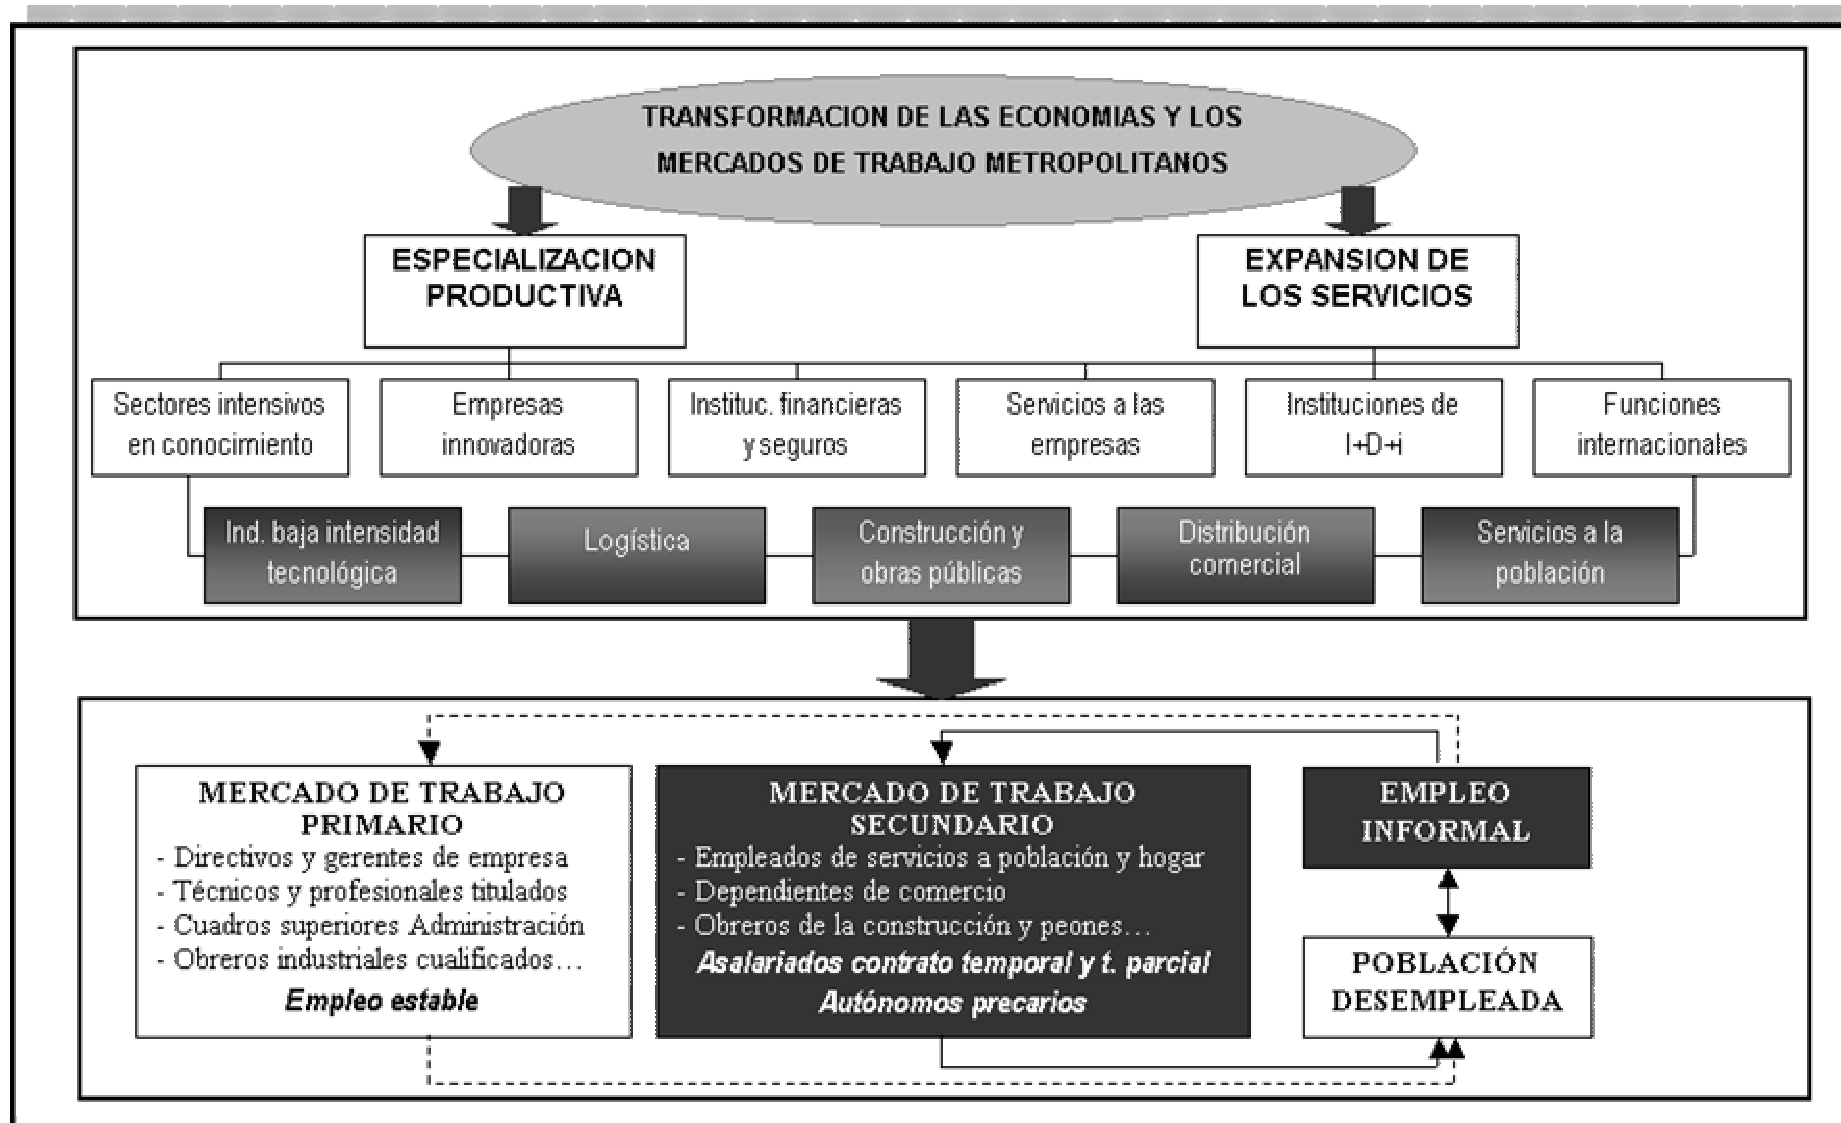 TRANSFORMACION DE LAS ECONOMIAS Y LOS
MERCADOS DE TRABAJO METROPOLITANOS
ESPECIALIZACION
PRODUCTIVA
EXPANSION DE
LOS SERVICIOS
Sectores intensivos
en conocimiento
Empresas
innovadoras
Instituc. financieras
y seguros
Servicios a las
empresas
Instituciones de
I+D+i
Funciones
internacionales
Ind. baja intensidad
tecnológica
Logística
Construcción y
obras públicas
Distribución
comercial
Servicios a la
población
MERCADO DE TRABAJO
PRIMARIO
- Directivos y gerentes de empresa
- Técnicos y profesionales titulados
- Cuadros superiores Administración
- Obreros industriales cualificados…
Empleo estable
MERCADO DE TRABAJO
SECUNDARIO
- Empleados de servicios a población y hogar
- Dependientes de comercio
- Obreros de la construcción y peones…
Asalariados contrato temporal y t. parcial
Autónomos precarios
EMPLEO
INFORMAL
POBLACIÓN
DESEMPLEADA